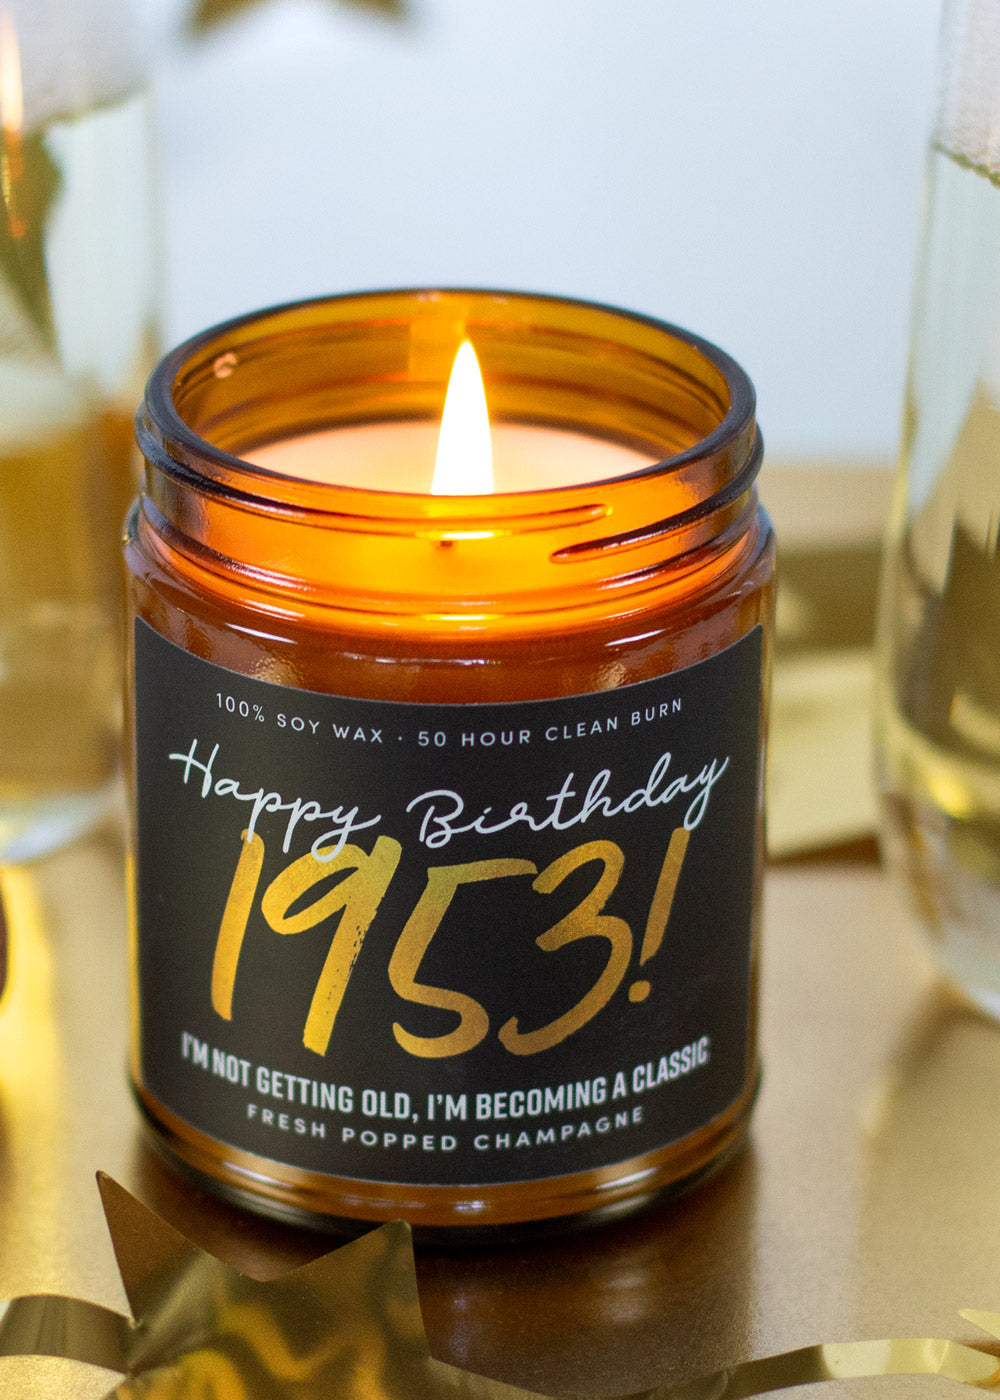 100% SOY WAX · 50 HOUR CLEAN BURN
Happy Birthday
1953!
I'M NOT GETTING OLD, I'M BECOMING A CLASSIC
FRESH POPPED CHAMPAGNE